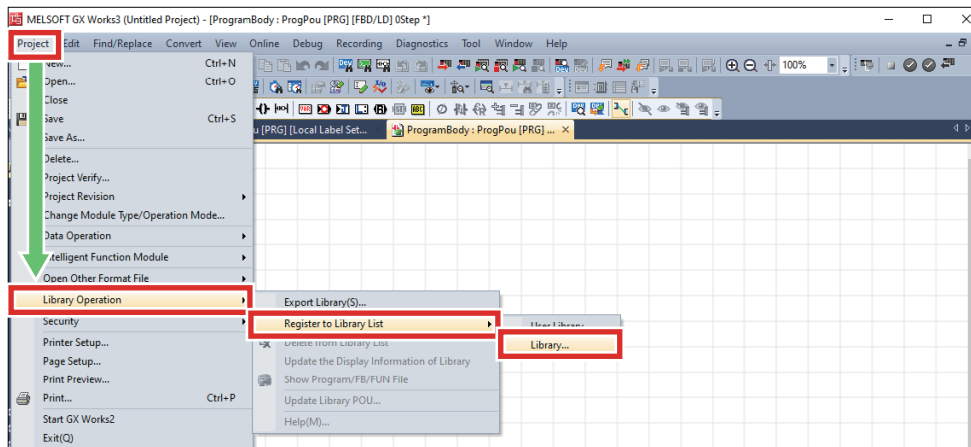 MELSOFT GX Works3 (Untitled Project) - [ProgramBody : ProgPou [PRG] [FBD/LD] 0Step *]
Project Edit Find/Replace Convert View Online Debug Recording Diagnostics Tool Window Help
New... Ctrl+N
100%
Open... Ctrl+O
Close
Save Ctrl+S
u [PRG] [Local Label Set... ProgramBody : ProgPou [PRG] ...
Save As...
Delete...
Project Verify...
Project Revision
Change Module Type/Operation Mode...
Data Operation
Intelligent Function Module
Open Other Format File
Library Operation
Export Library(S)...
Security
Register to Library List
User Library...
Printer Setup...
Delete from Library List
Library...
Page Setup...
Update the Display Information of Library
Print Preview...
Show Program/FB/FUN File
Print... Ctrl+P
Update Library POU...
Start GX Works2
Help(M)...
Exit(Q)